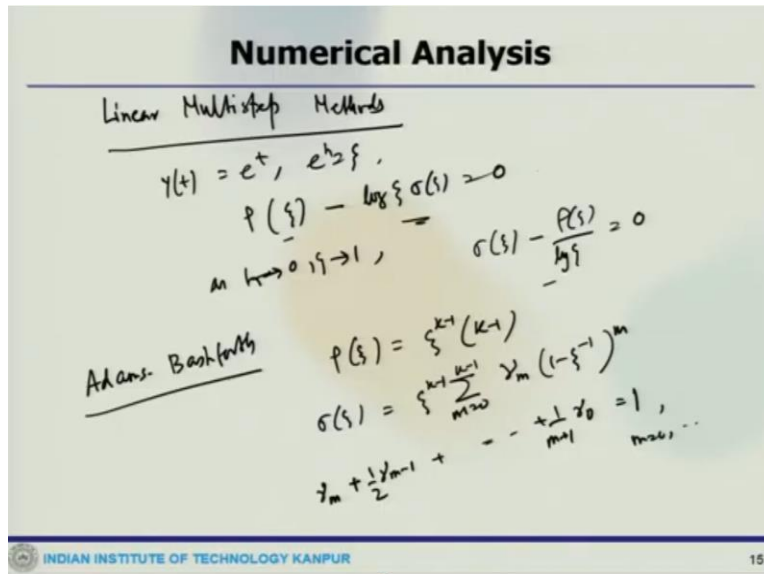 Numerical Analysis
Linear Multistep Methods
y(t) = e^t, e^h = ξ.
ρ(ξ) - log ξ σ(ξ) = 0
as h→0, ξ→1, σ(ξ) - ρ(ξ)/log ξ = 0
Adams-Bashforth ρ(ξ) = ξ^{k-1} (k-1)
σ(ξ) = ξ^{k-1} Σ_{m=0}^{k-1} γ_m (1-ξ^{-1})^m
γ_m + 1/2 γ_{m-1} + - - + 1/(m+1) γ_0 = 1, m=0,..
INDIAN INSTITUTE OF TECHNOLOGY KANPUR
15